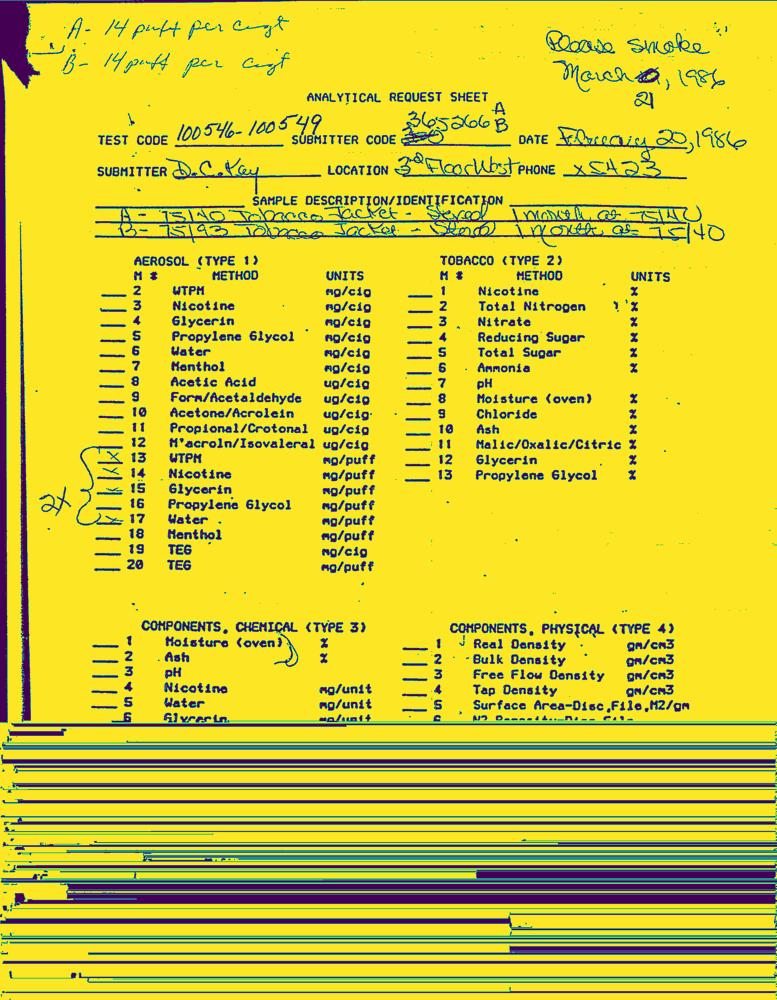 A- 14 puff per cigt
B- 14 puff per cigt
Please smoke
March 21, 1986
ANALYTICAL REQUEST SHEET
TEST CODE 100546-100549 SUBMITTER CODE 365266 A B DATE February 20, 1986
SUBMITTER D.C. Kay LOCATION 3rd Floor West PHONE x5423
SAMPLE DESCRIPTION/IDENTIFICATION
A- 75/40 Tobacco Jacket - Stored 1 month at 75/40
B- 75/93 Tobacco Jacket - Stored 1 month at 75/40
AEROSOL (TYPE 1)
M # METHOD UNITS
2 WTPM mg/cig
3 Nicotine mg/cig
4 Glycerin mg/cig
5 Propylene Glycol mg/cig
6 Water mg/cig
7 Menthol mg/cig
8 Acetic Acid ug/cig
9 Form/Acetaldehyde ug/cig
10 Acetone/Acrolein ug/cig
11 Propional/Crotonal ug/cig
12 M'acroln/Isovaleral ug/cig
2X
x 13 WTPM mg/puff
x 14 Nicotine mg/puff
x 15 Glycerin mg/puff
16 Propylene Glycol mg/puff
x 17 Water mg/puff
18 Menthol mg/puff
19 TEG mg/cig
20 TEG mg/puff
TOBACCO (TYPE 2)
M # METHOD UNITS
1 Nicotine %
2 Total Nitrogen %
3 Nitrate %
4 Reducing Sugar %
5 Total Sugar %
6 Ammonia %
7 pH
8 Moisture (oven) %
9 Chloride %
10 Ash %
11 Malic/Oxalic/Citric %
12 Glycerin %
13 Propylene Glycol %
COMPONENTS, CHEMICAL (TYPE 3)
1 Moisture (oven) %
2 Ash %
3 pH
4 Nicotine mg/unit
5 Water mg/unit
6 Glycerin mg/unit
COMPONENTS, PHYSICAL (TYPE 4)
1 Real Density gm/cm3
2 Bulk Density gm/cm3
3 Free Flow Density gm/cm3
4 Tap Density gm/cm3
5 Surface Area-Disc,File,M2/gm
6